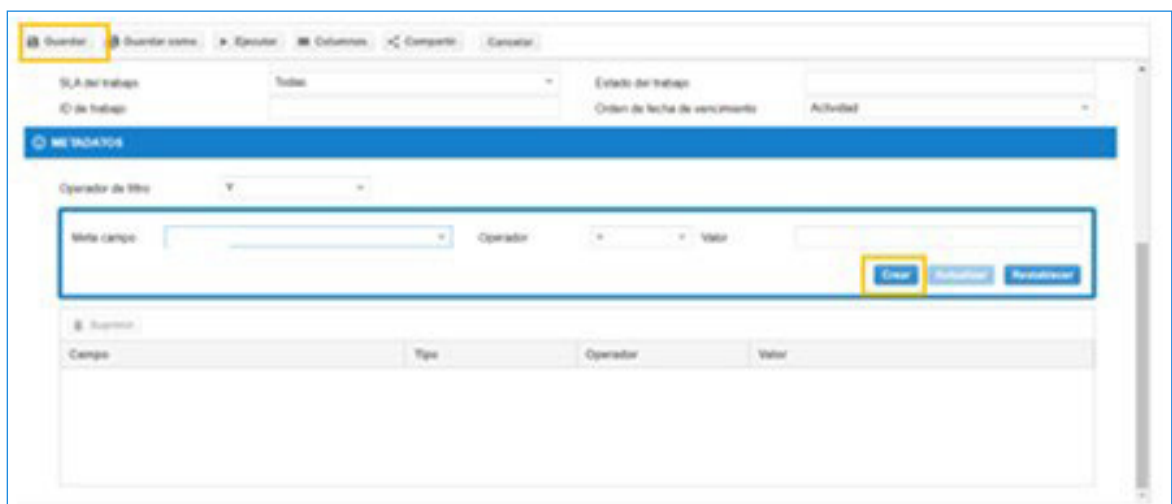 Guardar Guardar como Ejecutar Columnas Compartir Cancelar
SLA del trabajo Todas Estado del trabajo
ID de trabajo Orden de fecha de vencimiento Actividad
METADATOS
Operador de filtro Y
Meta campo Operador = Valor
Crear Actualizar Restablecer
Suprimir
Campo Tipo Operador Valor